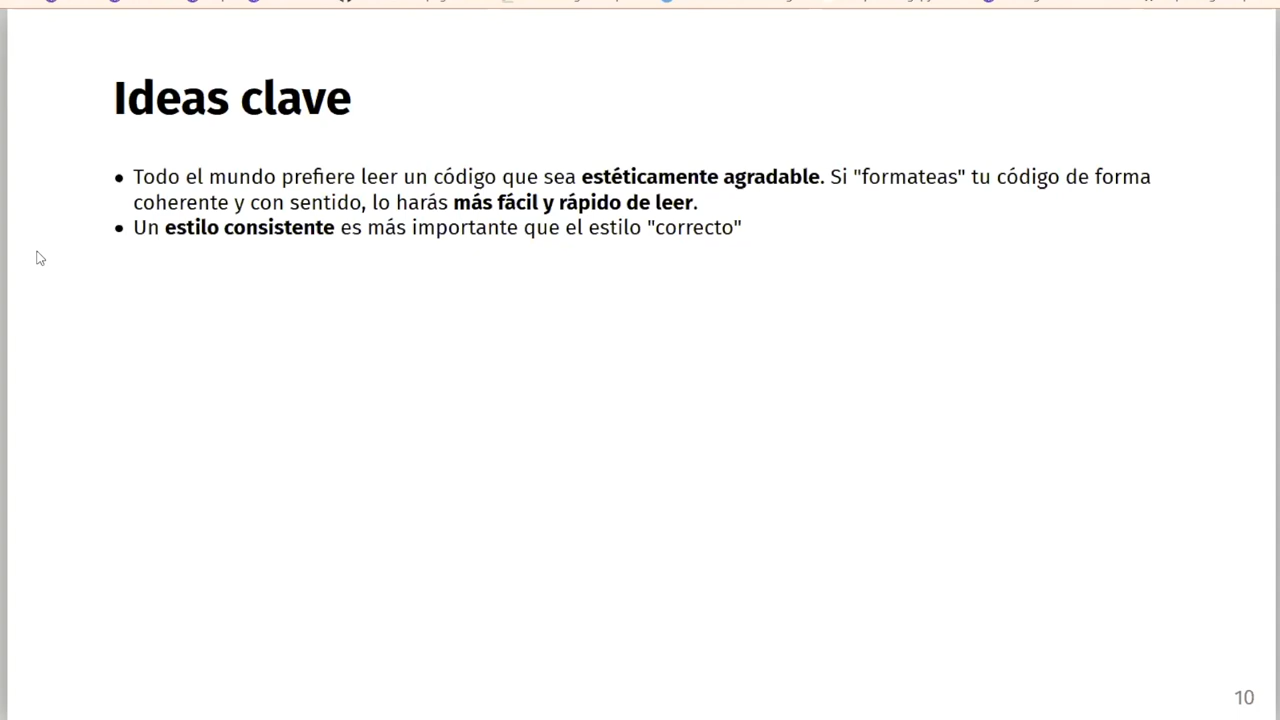 Ideas clave
• Todo el mundo prefiere leer un código que sea estéticamente agradable. Si "formateas" tu código de forma
coherente y con sentido, lo harás más fácil y rápido de leer.
• Un estilo consistente es más importante que el estilo "correcto"
10